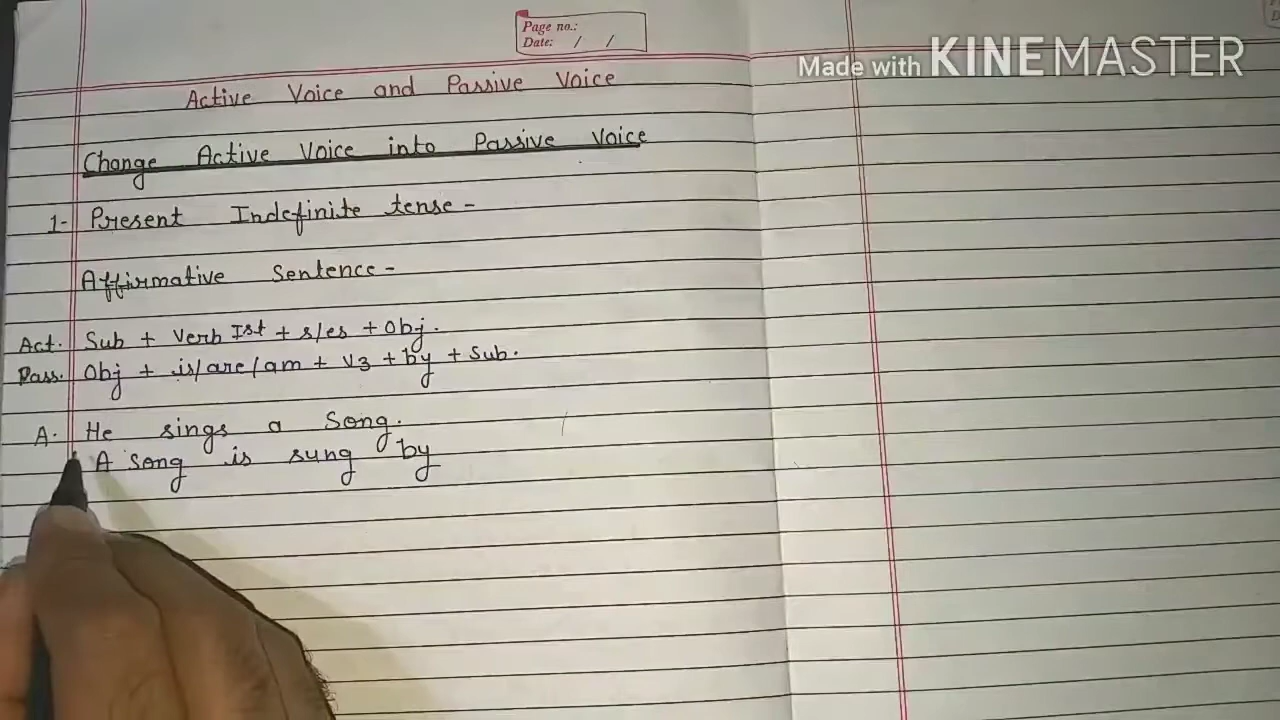 Page no.:
Date: / /
Made with KINEMASTER
Active Voice and Passive Voice
Change Active Voice into Passive Voice
1- Present Indefinite tense -
Affirmative Sentence -
Act. Sub + Verb Ist + s/es + Obj.
Pass. Obj + is/are/am + V3 + by + Sub.
A. He sings a Song.
A song is sung by